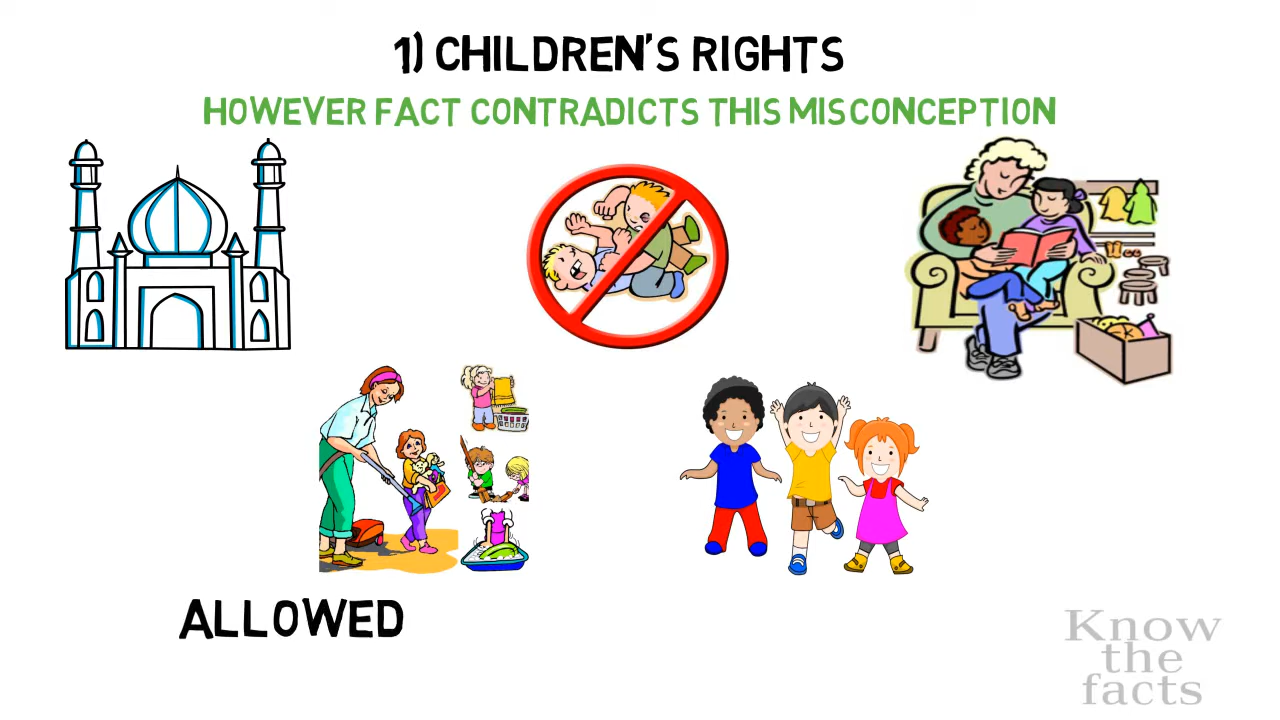 1) CHILDREN'S RIGHTS
HOWEVER FACT CONTRADICTS THIS MISCONCEPTION
ALLOWED
Know
the
facts